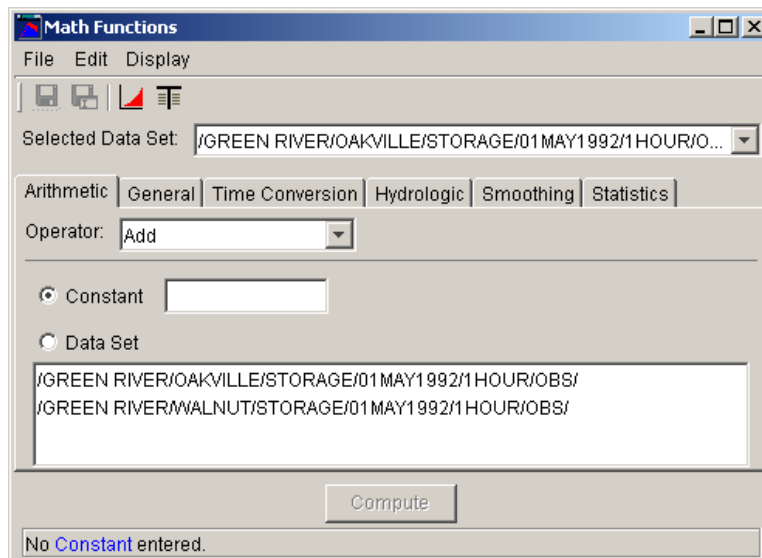 Math Functions
File Edit Display
Selected Data Set: /GREEN RIVER/OAKVILLE/STORAGE/01MAY1992/1HOUR/O...
Arithmetic General Time Conversion Hydrologic Smoothing Statistics
Operator: Add
Constant
Data Set
/GREEN RIVER/OAKVILLE/STORAGE/01MAY1992/1HOUR/OBS/
/GREEN RIVER/WALNUT/STORAGE/01MAY1992/1HOUR/OBS/
Compute
No Constant entered.